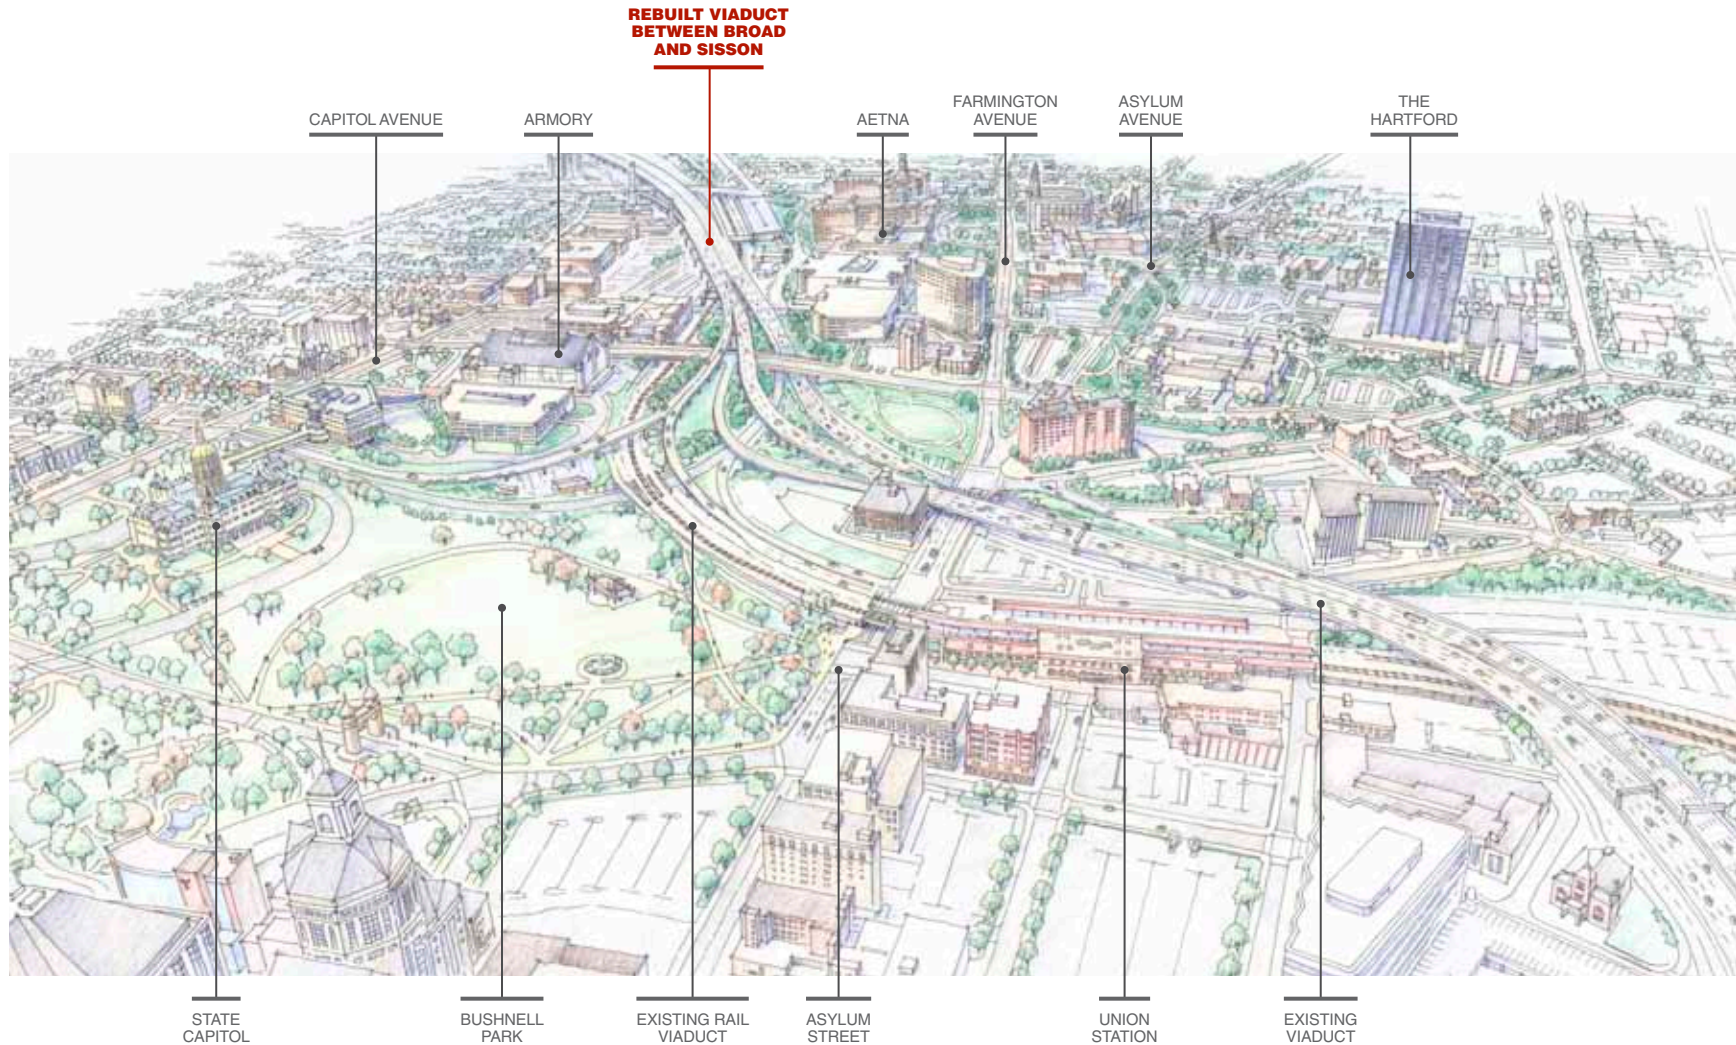 REBUILT VIADUCT
BETWEEN BROAD
AND SISSON
CAPITOL AVENUE
ARMORY
AETNA
FARMINGTON
AVENUE
ASYLUM
AVENUE
THE
HARTFORD
STATE
CAPITOL
BUSHNELL
PARK
EXISTING RAIL
VIADUCT
ASYLUM
STREET
UNION
STATION
EXISTING
VIADUCT